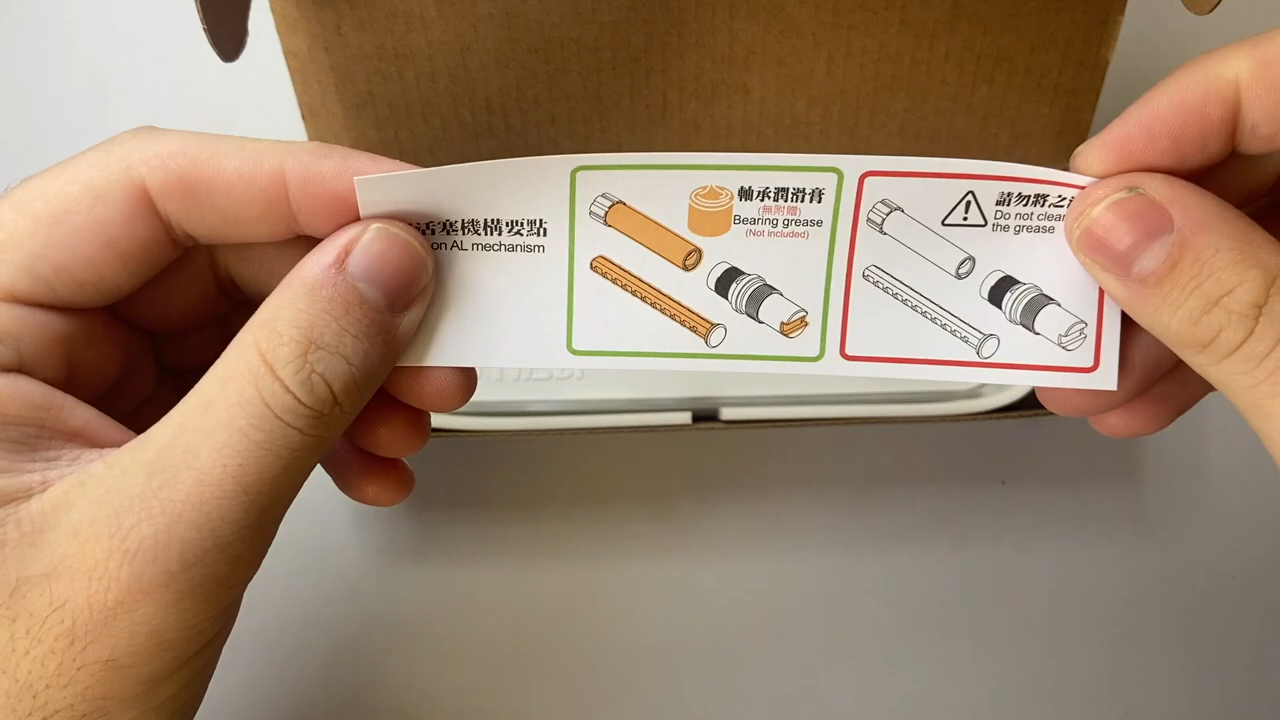 活塞機構要點
on AL mechanism
軸承潤滑膏
(無附贈)
Bearing grease
(Not included)
請勿將之
Do not clean
the grease